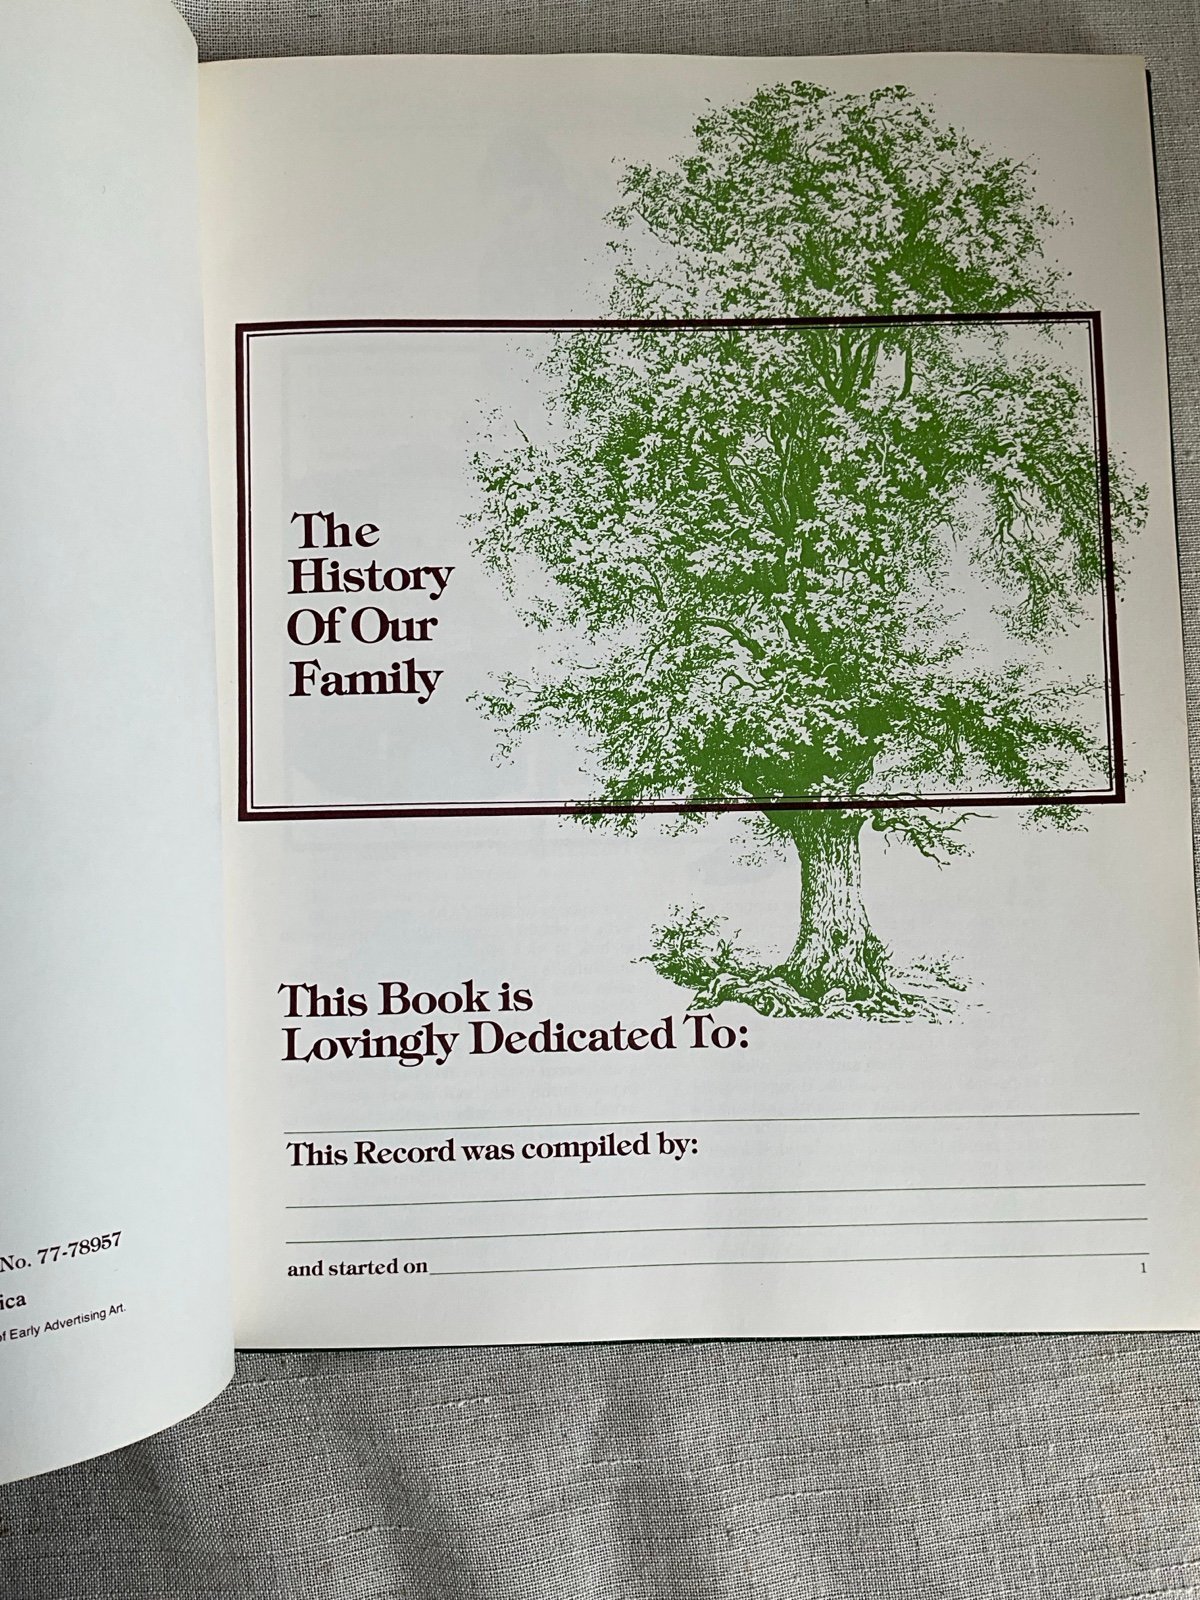 No. 77-78957
ica
of Early Advertising Art.
The
History
Of Our
Family
This Book is
Lovingly Dedicated To:
This Record was compiled by:
and started on
1